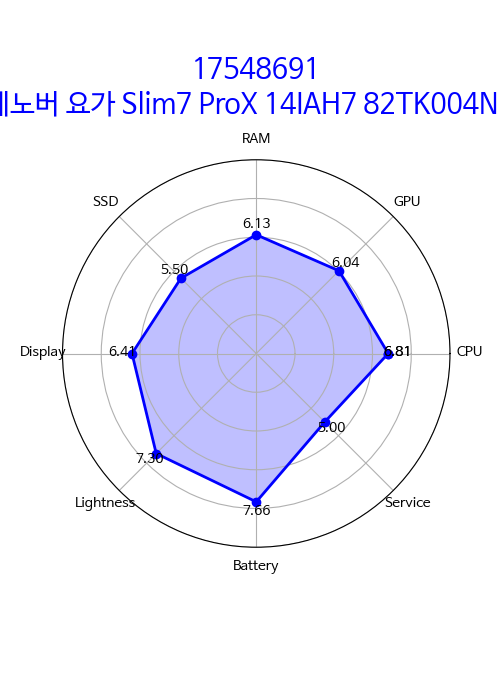 17548691
레노버 요가 Slim7 ProX 14IAH7 82TK004N
RAM
SSD
GPU
6.13
6.04
5.50
Display
6.41
6.81
CPU
5.00
7.30
Lightness
Service
7.66
Battery